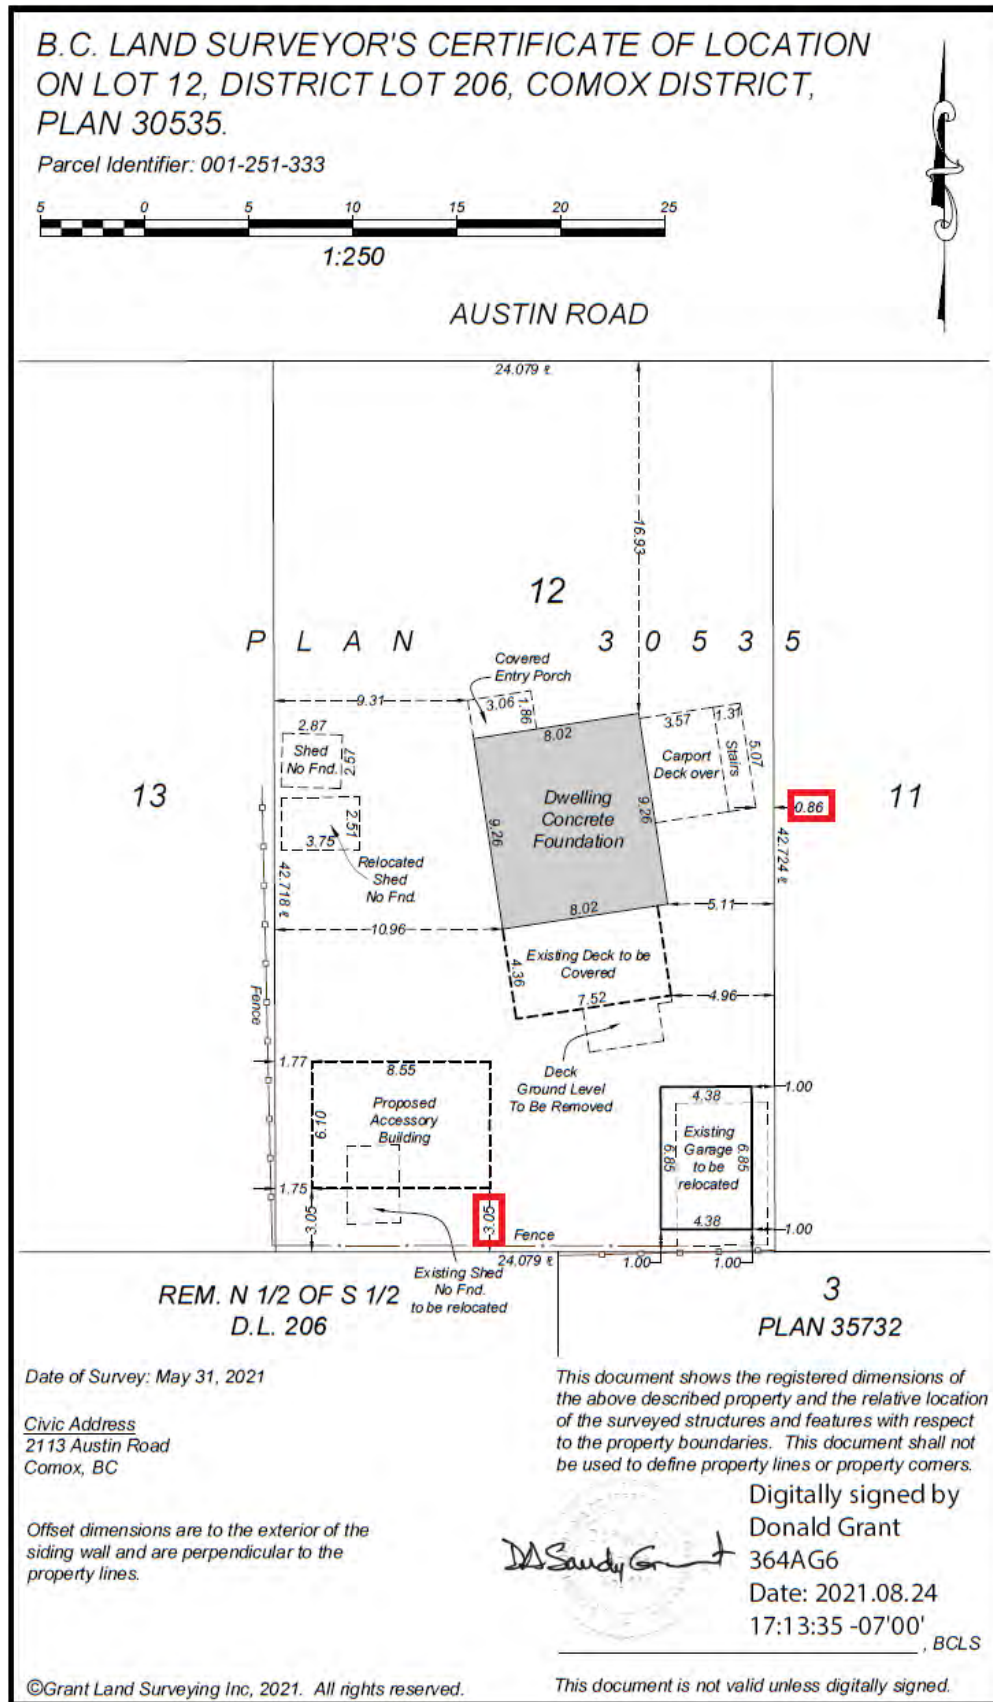 B.C. LAND SURVEYOR'S CERTIFICATE OF LOCATION
ON LOT 12, DISTRICT LOT 206, COMOX DISTRICT,
PLAN 30535.
Parcel Identifier: 001-251-333
5 0 5 10 15 20 25
1:250
AUSTIN ROAD
24.079 ¢
16.93
12
PLAN 30535
Covered
Entry Porch
9.31
3.06
1.86
8.02
3.57
1.31
2.87
Shed
No Fnd.
2.57
Carport
Deck over
Stairs
5.07
13
Dwelling
Concrete
Foundation
9.26
9.26
0.86
11
3.75
2.51
Relocated
Shed
No Fnd.
42.718 ¢
42.724 ¢
8.02
5.11
10.96
Existing Deck to be
Covered
4.36
7.52
4.96
Fence
1.77
8.55
Deck
Ground Level
To Be Removed
1.00
4.38
Proposed
Accessory
Building
6.10
Existing
Garage
to be
relocated
6.85
6.85
1.75
3.05
3.05
4.38
1.00
Fence
24.079 ¢
1.00
1.00
Existing Shed
No Fnd.
to be relocated
REM. N 1/2 OF S 1/2
D.L. 206
3
PLAN 35732
Date of Survey: May 31, 2021
Civic Address
2113 Austin Road
Comox, BC
Offset dimensions are to the exterior of the
siding wall and are perpendicular to the
property lines.
This document shows the registered dimensions of
the above described property and the relative location
of the surveyed structures and features with respect
to the property boundaries. This document shall not
be used to define property lines or property corners.
DA Sandy Grant
Digitally signed by
Donald Grant
364AG6
Date: 2021.08.24
17:13:35 -07'00'
, BCLS
©Grant Land Surveying Inc, 2021. All rights reserved.
This document is not valid unless digitally signed.